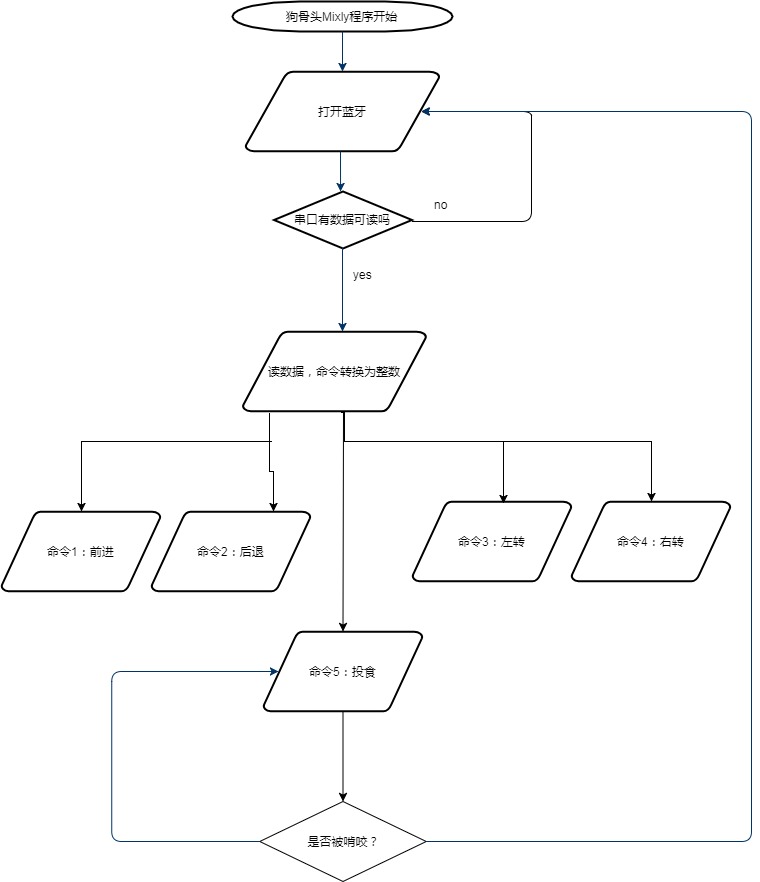 狗骨头Mixly程序开始
打开蓝牙
串口有数据可读吗
no
yes
读数据，命令转换为整数
命令1：前进
命令2：后退
命令3：左转
命令4：右转
命令5：投食
是否被啃咬？